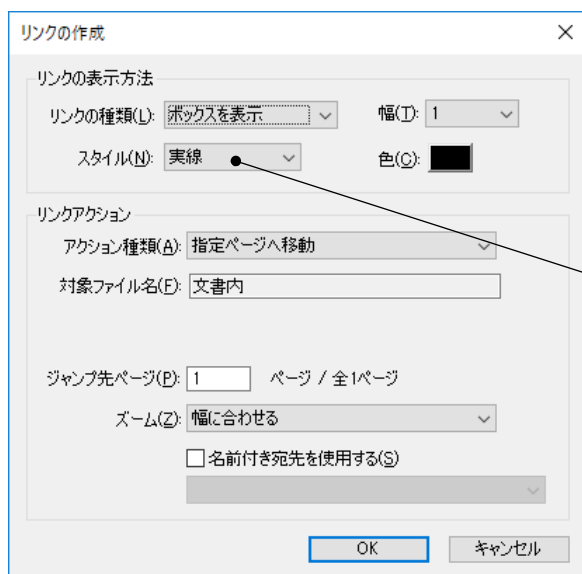 リンクの作成
リンクの表示方法
リンクの種類(L): ボックスを表示 幅(T): 1
スタイル(N): 実線 色(C):
リンクアクション
アクション種類(A): 指定ページへ移動
対象ファイル名(F): 文書内
ジャンプ先ページ(P): 1 ページ / 全1ページ
ズーム(Z): 幅に合わせる
名前付き宛先を使用する(S)
OK キャンセル